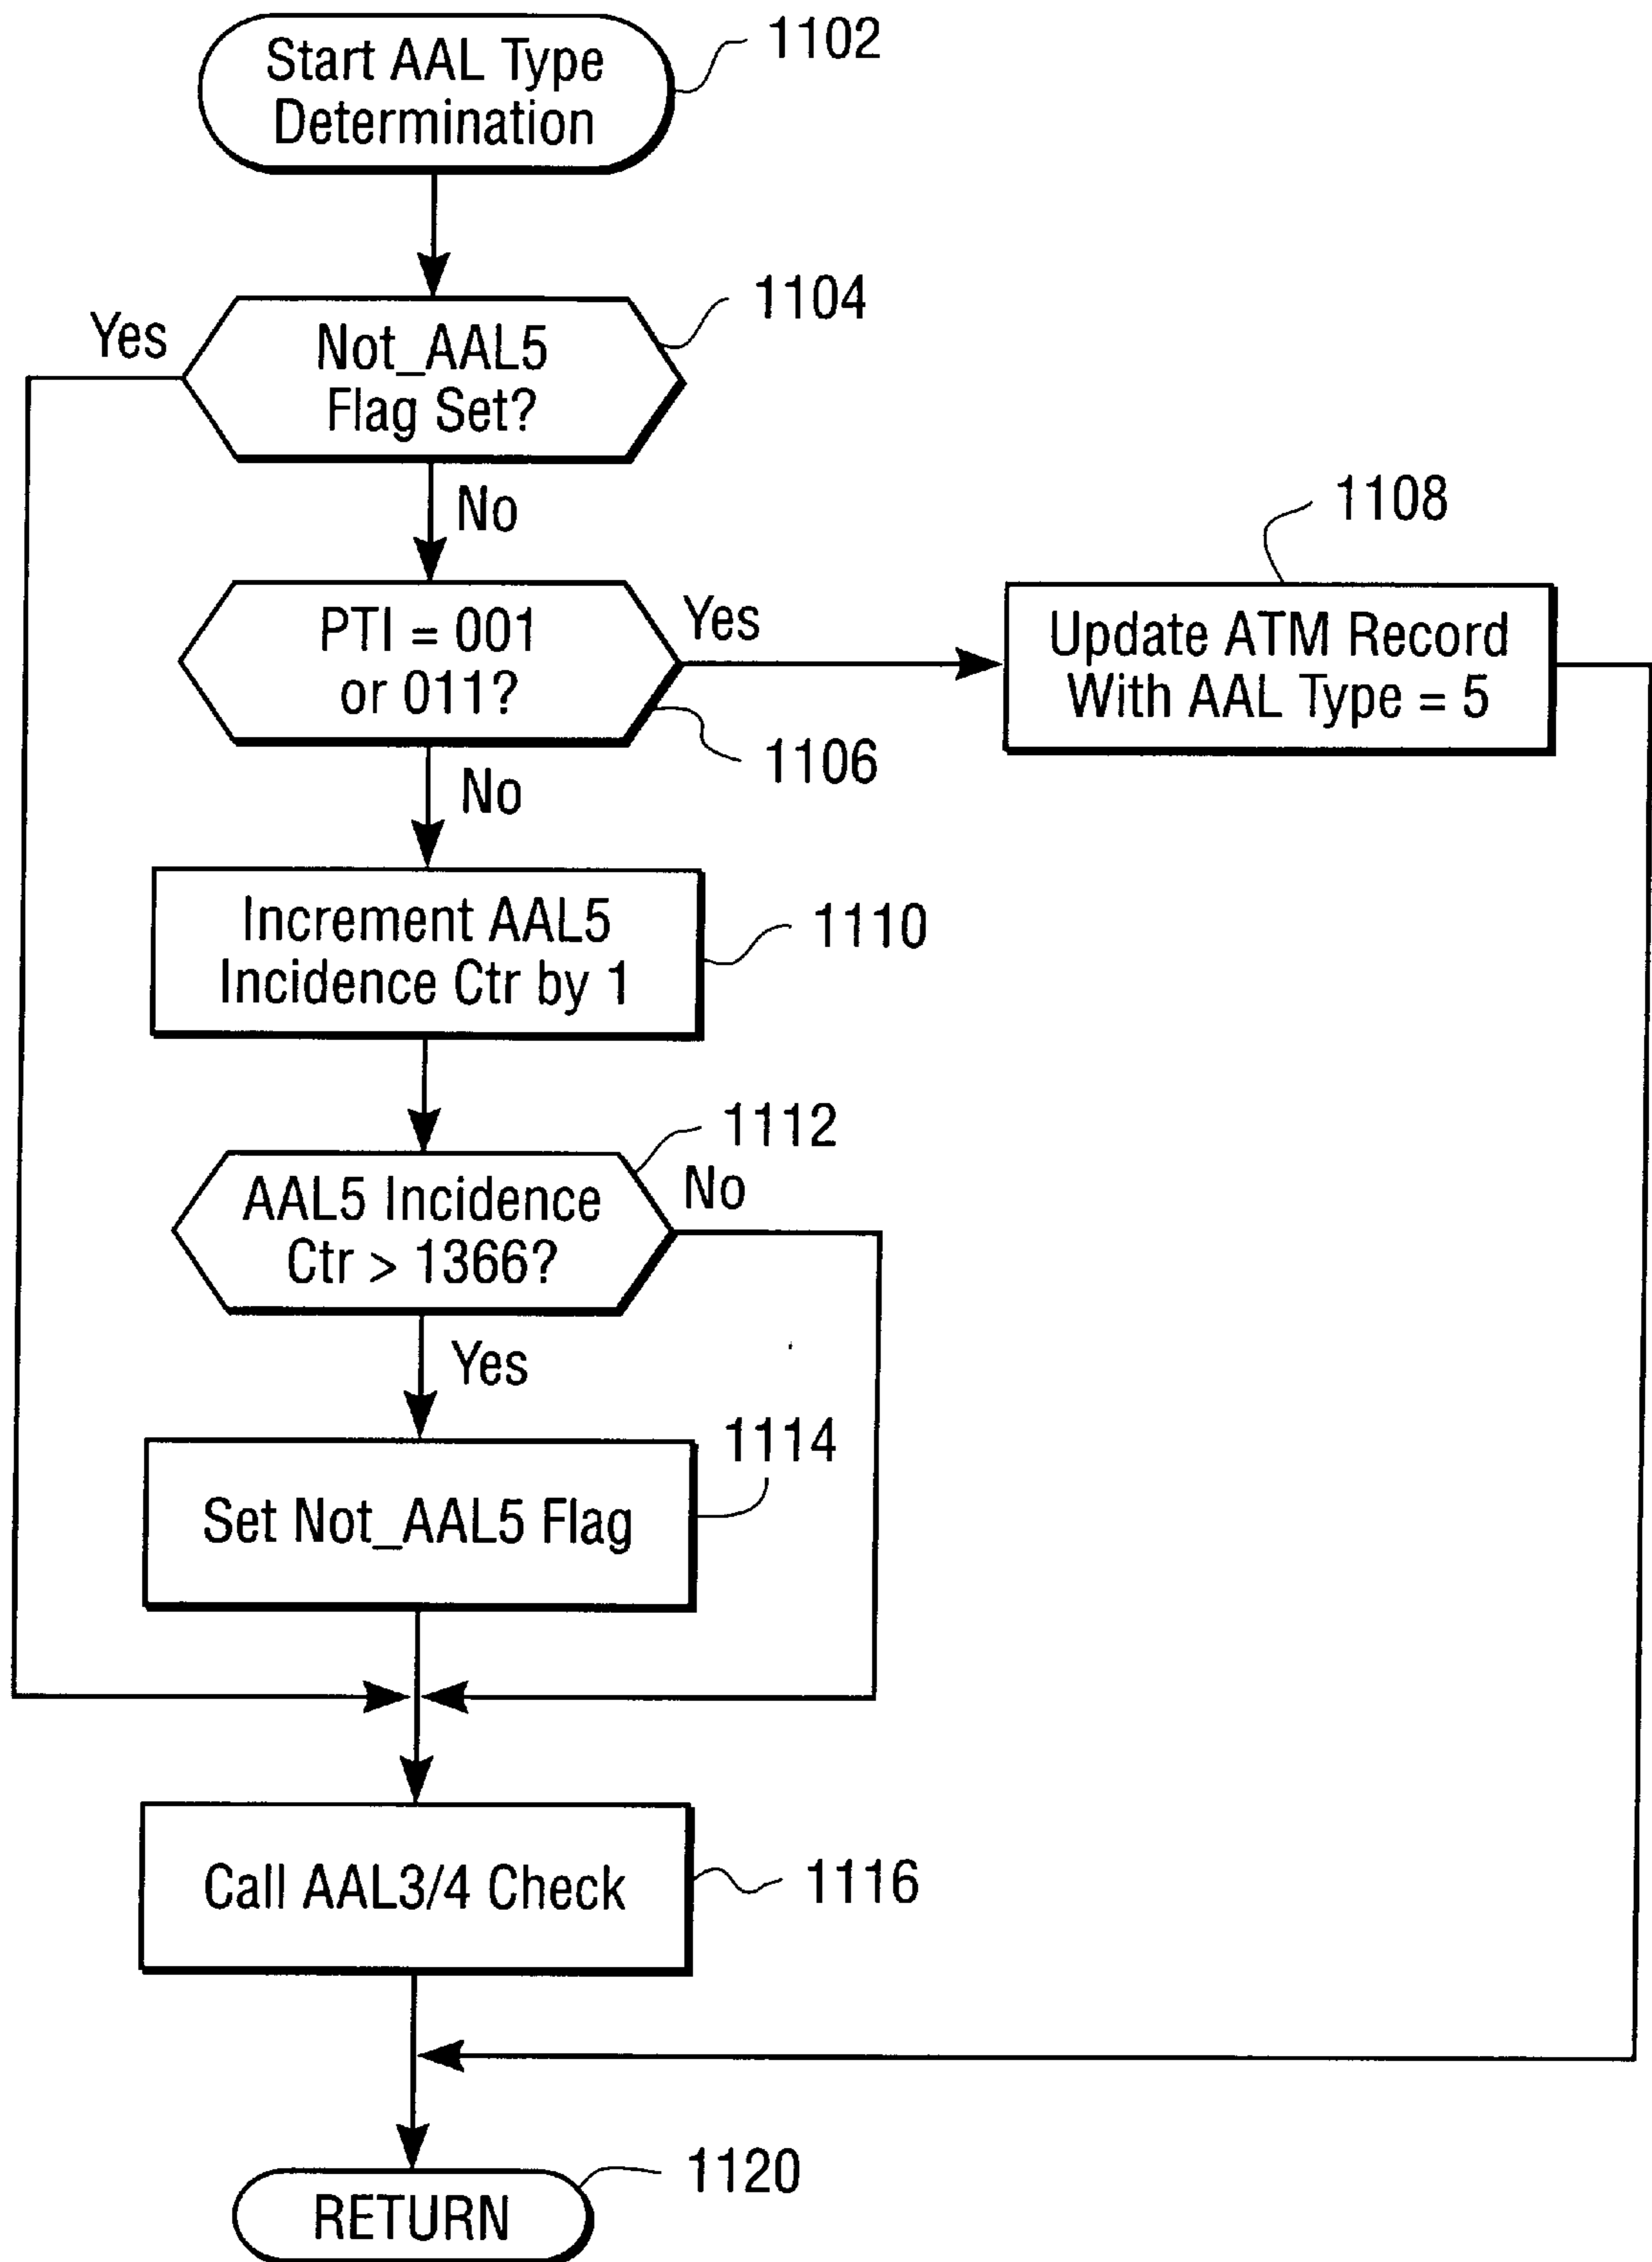 Start AAL Type
Determination
1102
Not_AAL5
Flag Set?
1104
Yes
No
PTI = 001
or 011?
1106
Yes
Update ATM Record
With AAL Type = 5
1108
No
Increment AAL5
Incidence Ctr by 1
1110
AAL5 Incidence
Ctr > 1366?
1112
No
Yes
Set Not_AAL5 Flag
1114
Call AAL3/4 Check
1116
RETURN
1120